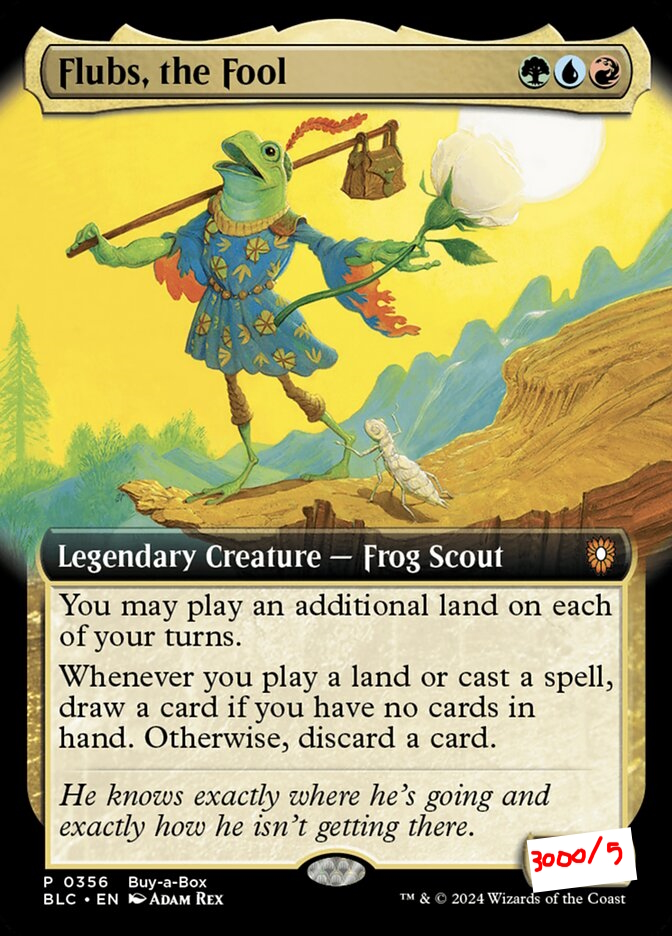 Flubs, the Fool
Legendary Creature — Frog Scout
You may play an additional land on each
of your turns.
Whenever you play a land or cast a spell,
draw a card if you have no cards in
hand. Otherwise, discard a card.
He knows exactly where he's going and
exactly how he isn't getting there.
3000/5
P 0356 Buy-a-Box
BLC • EN Adam Rex
™ & © 2024 Wizards of the Coast